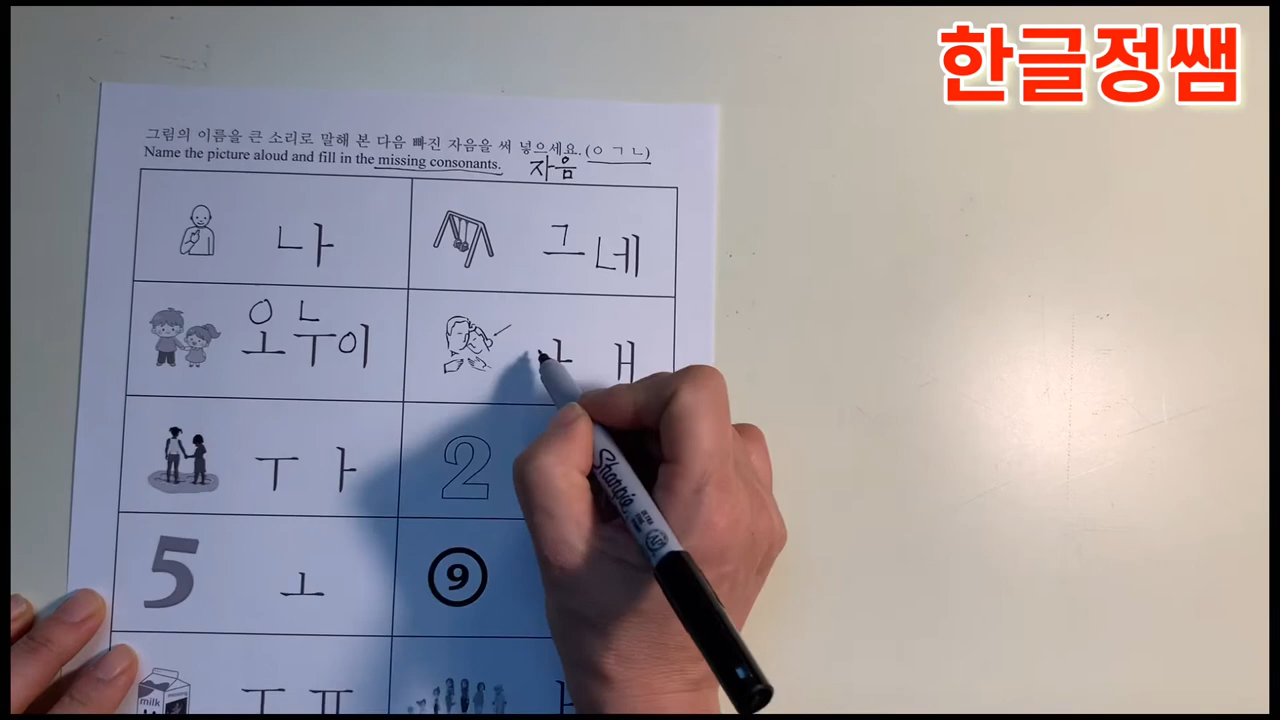 한글정쌤
그림의 이름을 큰 소리로 말해 본 다음 빠진 자음을 써 넣으세요. (ㅇ ㄱ ㄴ)
Name the picture aloud and fill in the missing consonants. 자음
나 그네
오누이 ㅏ ㅐ
ㅜ ㅏ 2
5 ㅗ 9
milk ㅜ ㅠ
Sharpie